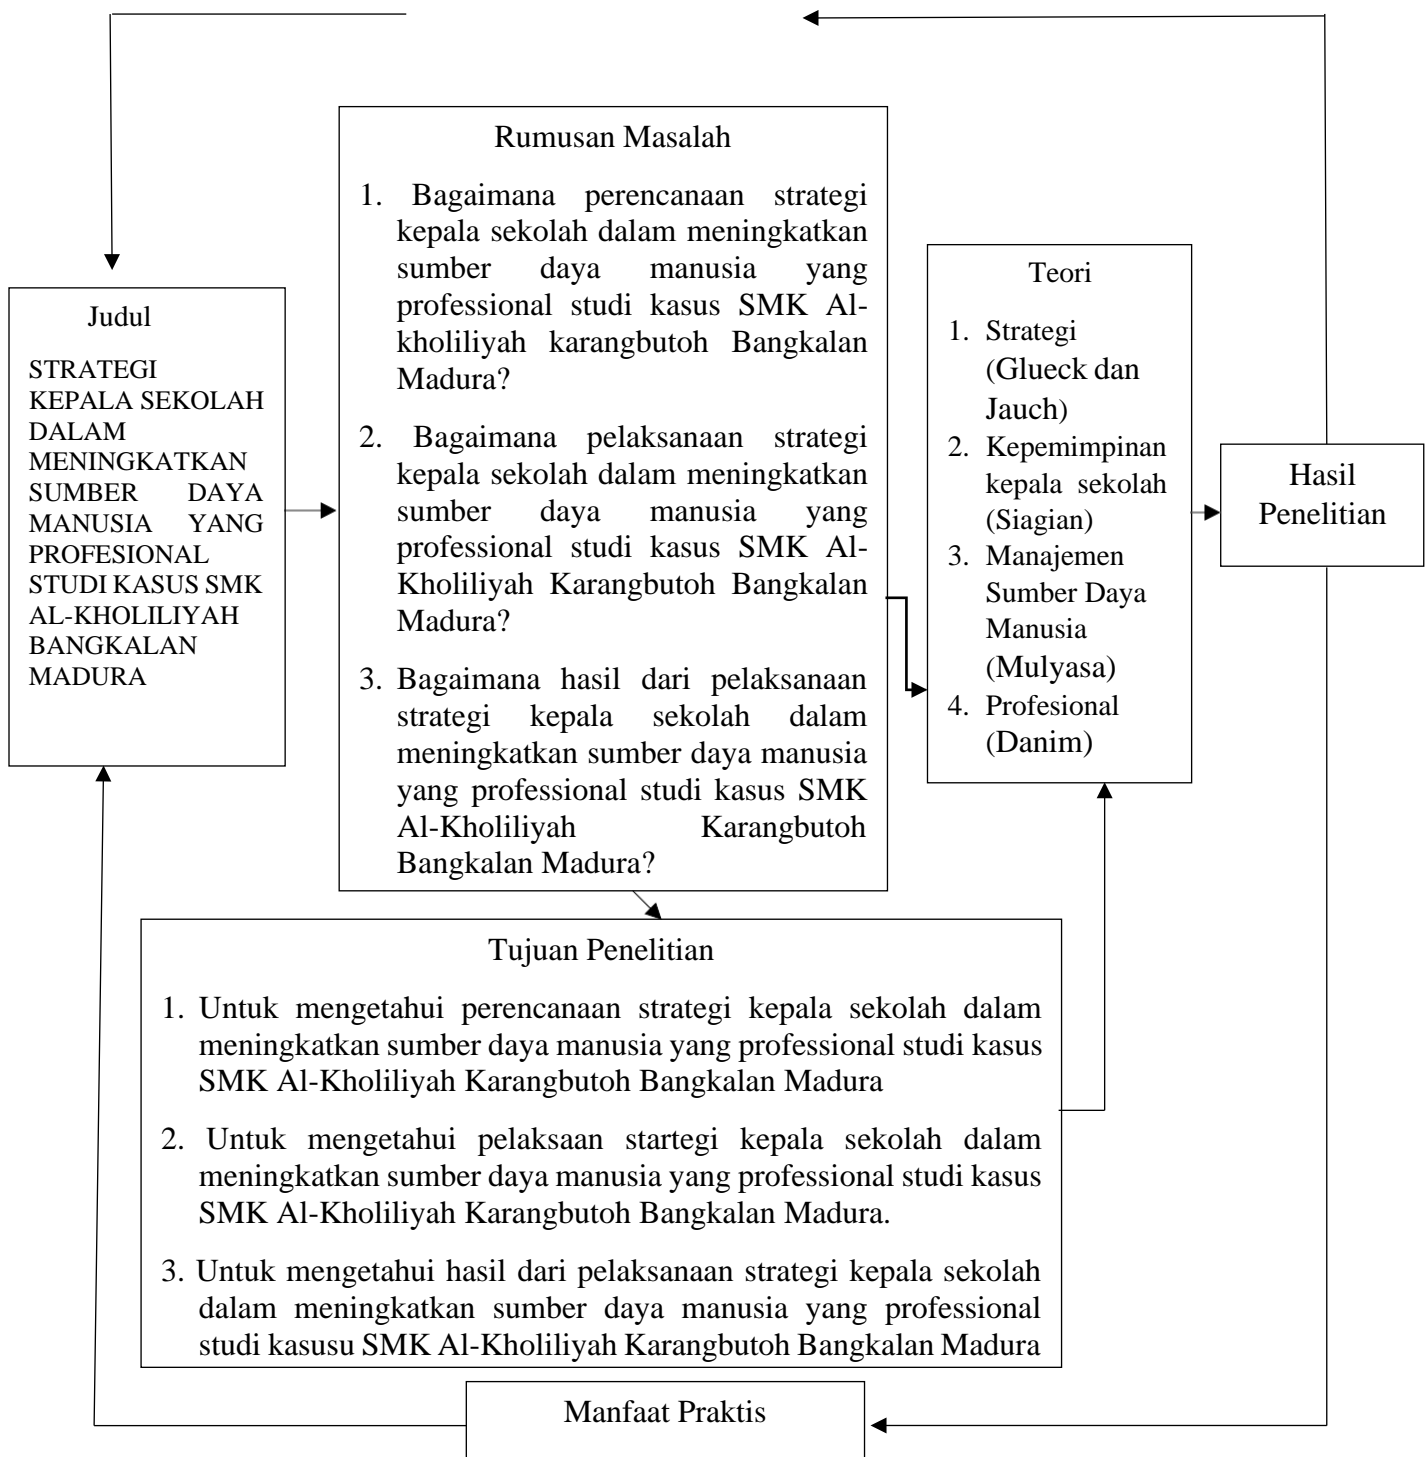 Judul
STRATEGI
KEPALA SEKOLAH
DALAM
MENINGKATKAN
SUMBER DAYA
MANUSIA YANG
PROFESIONAL
STUDI KASUS SMK
AL-KHOLILIYAH
BANGKALAN
MADURA
Rumusan Masalah
1. Bagaimana perencanaan strategi
kepala sekolah dalam meningkatkan
sumber daya manusia yang
professional studi kasus SMK Al-
kholiliyah karangbutoh Bangkalan
Madura?
2. Bagaimana pelaksanaan strategi
kepala sekolah dalam meningkatkan
sumber daya manusia yang
professional studi kasus SMK Al-
Kholiliyah Karangbutoh Bangkalan
Madura?
3. Bagaimana hasil dari pelaksanaan
strategi kepala sekolah dalam
meningkatkan sumber daya manusia
yang professional studi kasus SMK
Al-Kholiliyah Karangbutoh
Bangkalan Madura?
Teori
1. Strategi
(Glueck dan
Jauch)
2. Kepemimpinan
kepala sekolah
(Siagian)
3. Manajemen
Sumber Daya
Manusia
(Mulyasa)
4. Profesional
(Danim)
Hasil
Penelitian
Tujuan Penelitian
1. Untuk mengetahui perencanaan strategi kepala sekolah dalam
meningkatkan sumber daya manusia yang professional studi kasus
SMK Al-Kholiliyah Karangbutoh Bangkalan Madura
2. Untuk mengetahui pelaksaan startegi kepala sekolah dalam
meningkatkan sumber daya manusia yang professional studi kasus
SMK Al-Kholiliyah Karangbutoh Bangkalan Madura.
3. Untuk mengetahui hasil dari pelaksanaan strategi kepala sekolah
dalam meningkatkan sumber daya manusia yang professional
studi kasusu SMK Al-Kholiliyah Karangbutoh Bangkalan Madura
Manfaat Praktis